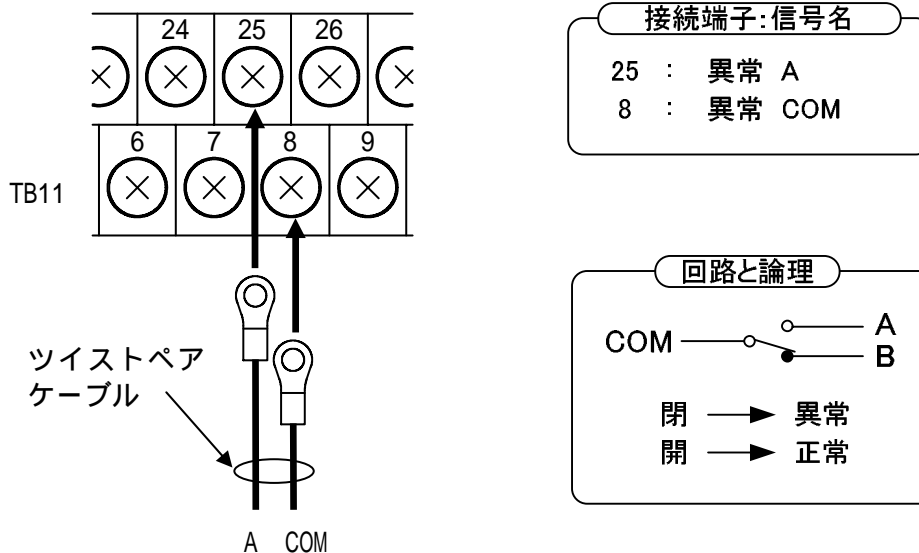 24 25 26
6 7 8 9
TB11
ツイストペア
ケーブル
A COM
接続端子:信号名
25 : 異常 A
8 : 異常 COM
回路と論理
COM
A
B
閉 異常
開 正常